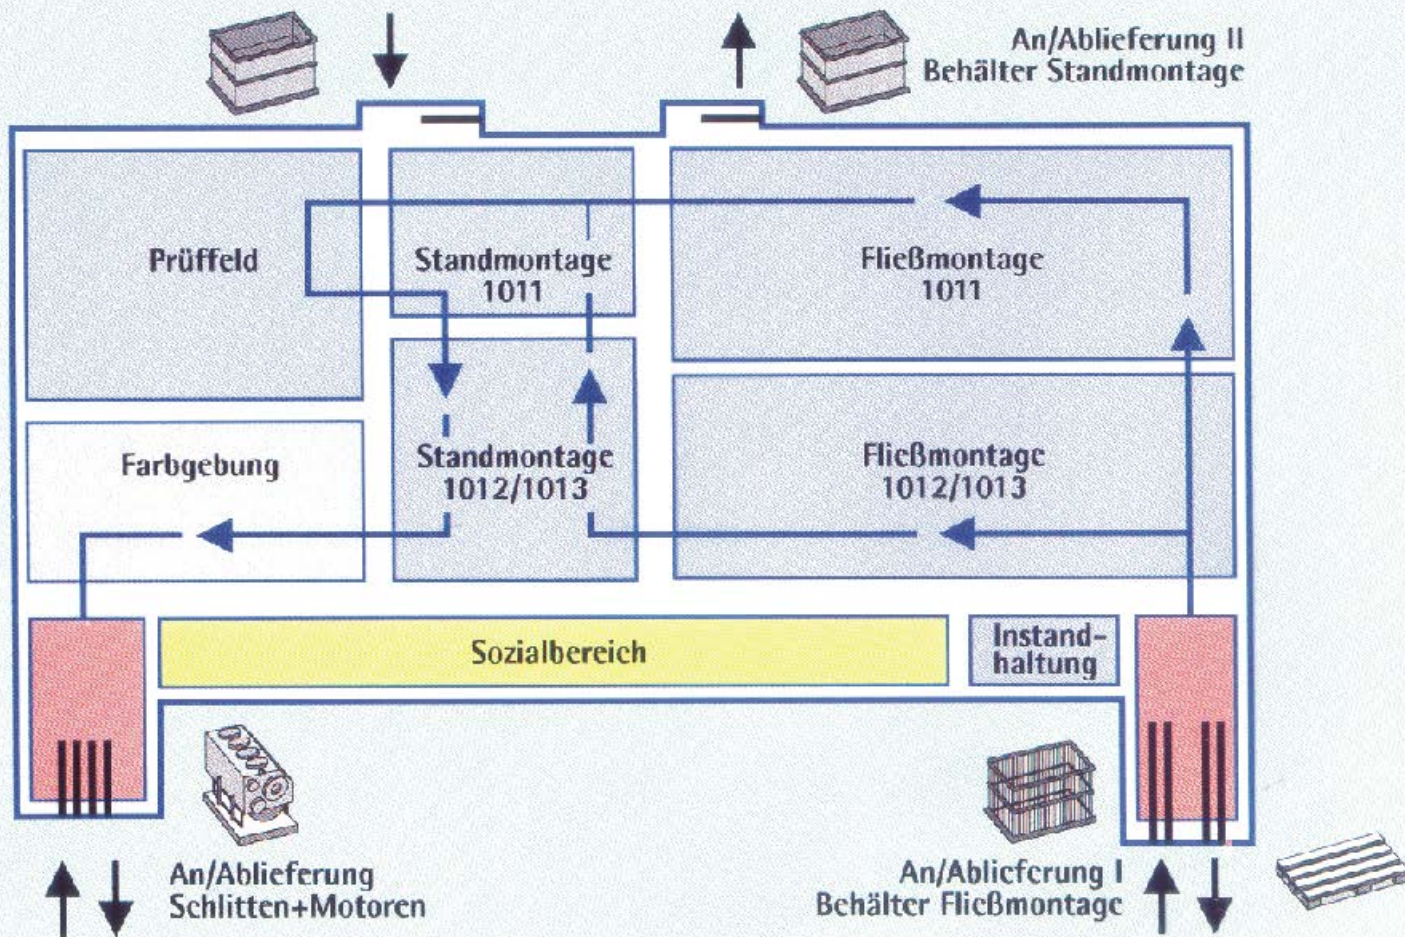 An/Ablieferung II
Behälter Standmontage
Prüffeld
Standmontage
1011
Fließmontage
1011
Farbgebung
Standmontage
1012/1013
Fließmontage
1012/1013
Sozialbereich
Instand-
haltung
An/Ablieferung
Schlitten+Motoren
An/Ablieferung I
Behälter Fließmontage